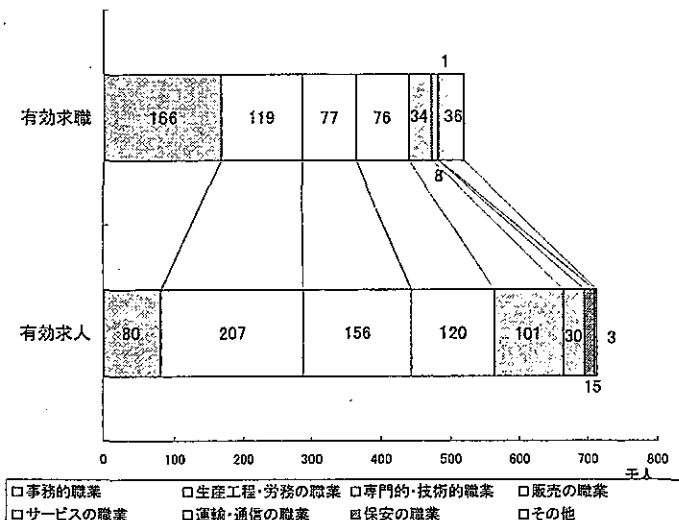 1
有効求職 166 119 77 76 34 36
8
有効求人 80 207 156 120 101 30 3
15
0 100 200 300 400 500 600 700 800
千人
□事務的職業 □生産工程・労務の職業 □専門的・技術的職業 □販売の職業
□サービスの職業 □運輸・通信の職業 □保安の職業 □その他